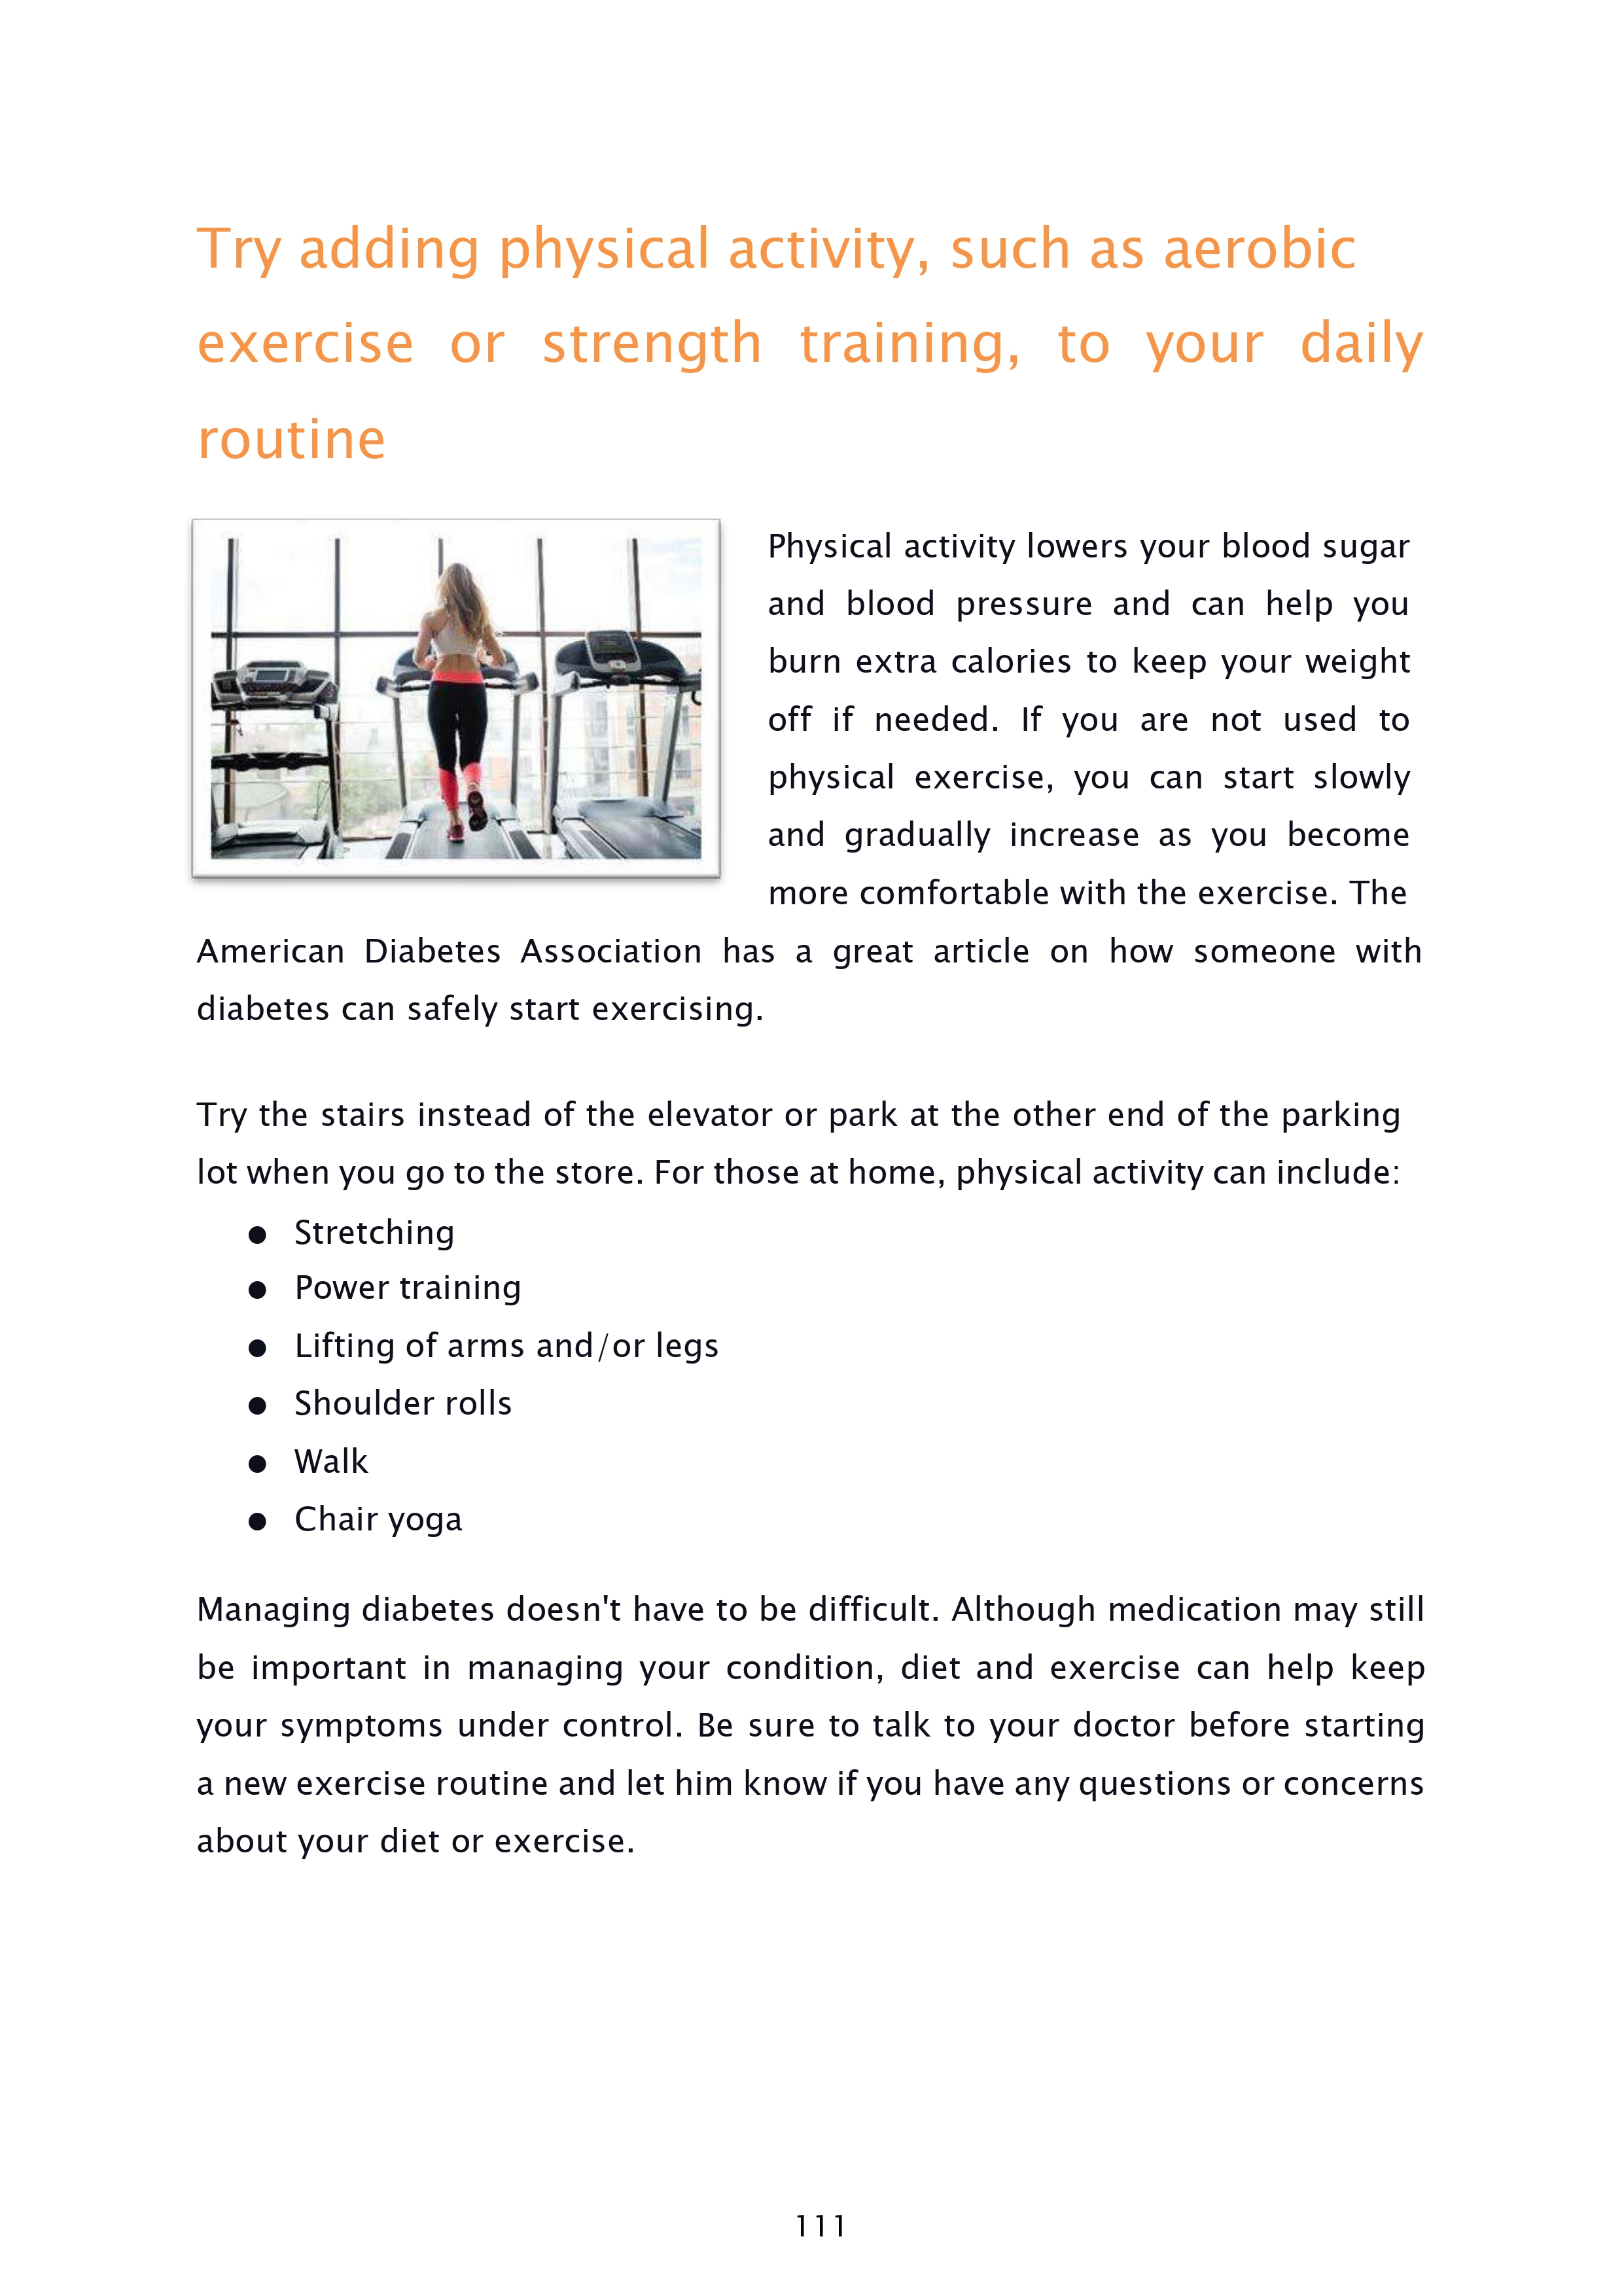 Try adding physical activity, such as aerobic
exercise or strength training, to your daily
routine
Physical activity lowers your blood sugar
and blood pressure and can help you
burn extra calories to keep your weight
off if needed. If you are not used to
physical exercise, you can start slowly
and gradually increase as you become
more comfortable with the exercise. The
American Diabetes Association has a great article on how someone with
diabetes can safely start exercising.
Try the stairs instead of the elevator or park at the other end of the parking
lot when you go to the store. For those at home, physical activity can include:
● Stretching
● Power training
● Lifting of arms and/or legs
● Shoulder rolls
● Walk
● Chair yoga
Managing diabetes doesn't have to be difficult. Although medication may still
be important in managing your condition, diet and exercise can help keep
your symptoms under control. Be sure to talk to your doctor before starting
a new exercise routine and let him know if you have any questions or concerns
about your diet or exercise.
111